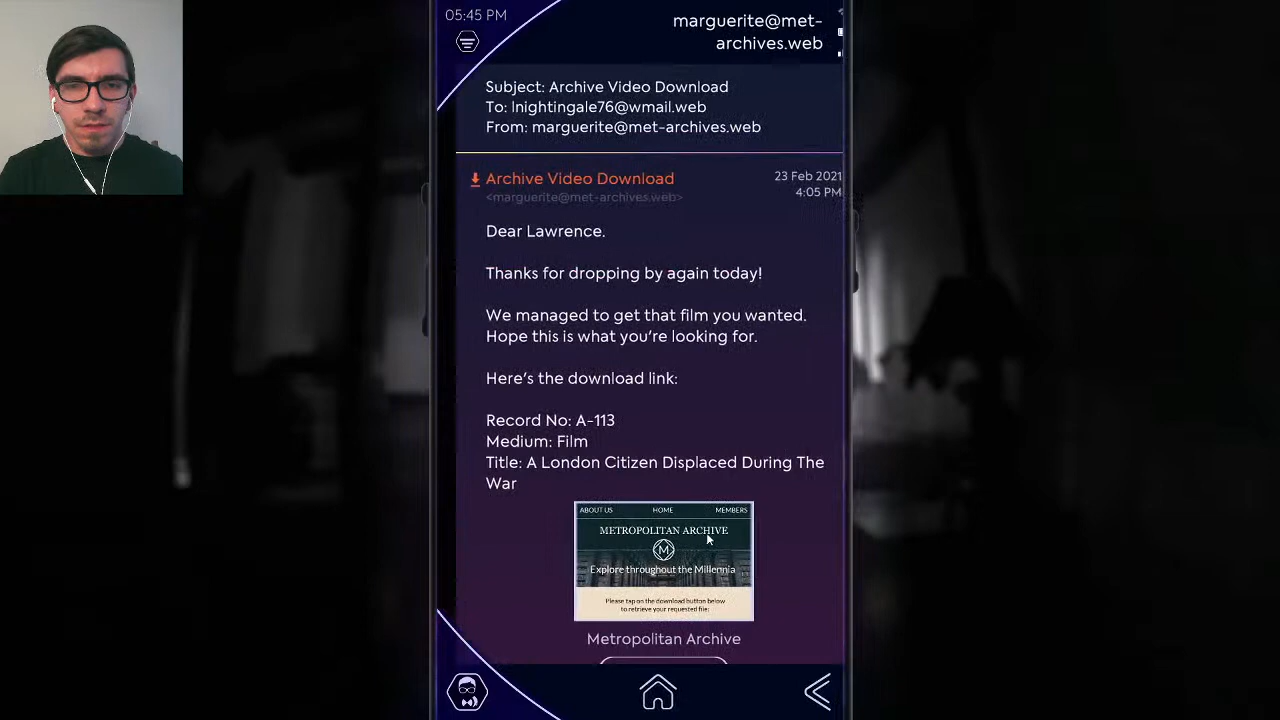 05:45 PM
marguerite@met-
archives.web
Subject: Archive Video Download
To: lnightingale76@wmail.web
From: marguerite@met-archives.web
Archive Video Download
23 Feb 2021
<marguerite@met-archives.web>
4:05 PM
Dear Lawrence.
Thanks for dropping by again today!
We managed to get that film you wanted.
Hope this is what you're looking for.
Here's the download link:
Record No: A-113
Medium: Film
Title: A London Citizen Displaced During The
War
ABOUT US HOME MEMBERS
METROPOLITAN ARCHIVE
M
Explore throughout the Millennia
Please tap on the download button below
to retrieve your requested file:
Metropolitan Archive